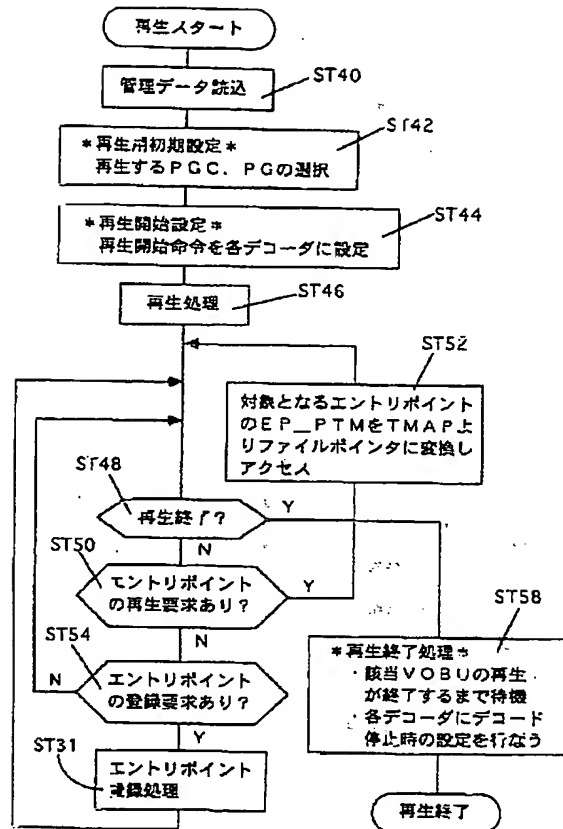 再生スタート
管理データ読込
ST40
*再生前初期設定*
再生するPGC、PGの選択
ST42
*再生開始設定*
再生開始命令を各デコーダに設定
ST44
再生処理
ST46
ST52
対象となるエントリポイント
のEP_PTMをTMAPよ
りファイルポインタに変換し
アクセス
ST48
再生終了?
Y
N
ST50
エントリポイント
の再生要求あり?
Y
N
ST54
エントリポイント
の登録要求あり?
N
Y
ST31
エントリポイント
登録処理
ST58
*再生終了処理*
・該当VOBUの再生
が終了するまで待機
・各デコーダにデコード
停止時の設定を行なう
再生終了